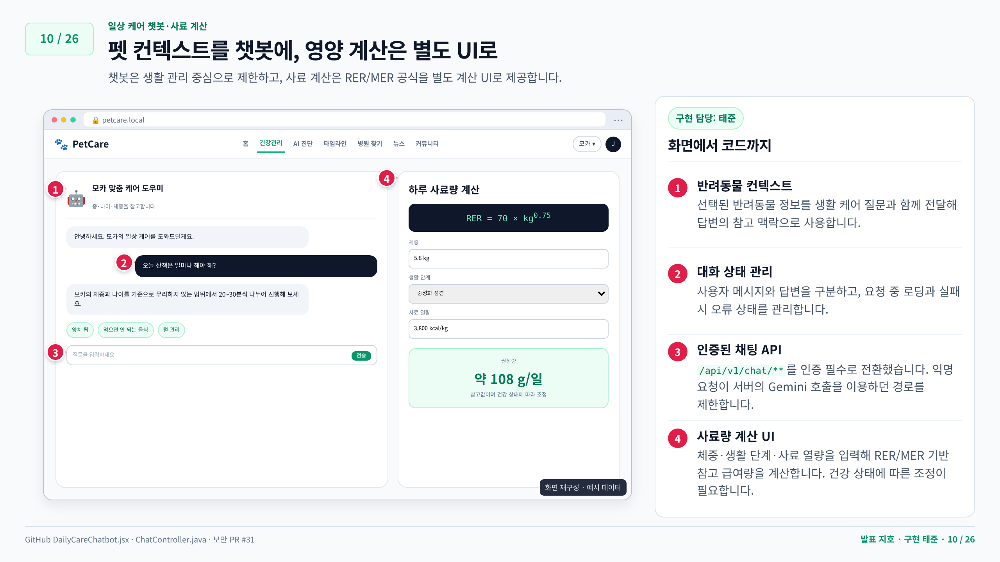 10 / 26
일상 케어 챗봇·사료 계산
펫 컨텍스트를 챗봇에, 영양 계산은 별도 UI로
챗봇은 생활 관리 중심으로 제한하고, 사료 계산은 RER/MER 공식을 별도 계산 UI로 제공합니다.
petcare.local
PetCare
홈 건강관리 AI 진단 타임라인 병원 찾기 뉴스 커뮤니티
모카 ▾ J
1
모카 맞춤 케어 도우미
종·나이·체중을 참고합니다
안녕하세요. 모카의 일상 케어를 도와드릴게요.
2
오늘 산책은 얼마나 해야 해?
모카의 체중과 나이를 기준으로 무리하지 않는 범위에서 20~30분씩 나누어 진행해 보세
요.
양치 팁 먹으면 안 되는 음식 털 관리
3
질문을 입력하세요 전송
4
하루 사료량 계산
RER = 70 × kg^0.75
체중
5.8 kg
생활 단계
중성화 성견
사료 열량
3,800 kcal/kg
권장량
약 108 g/일
참고값이며 건강 상태에 따라 조정
화면 재구성 · 예시 데이터
구현 담당: 태준
화면에서 코드까지
1 반려동물 컨텍스트
선택된 반려동물 정보를 생활 케어 질문과 함께 전달해
답변의 참고 맥락으로 사용합니다.
2 대화 상태 관리
사용자 메시지와 답변을 구분하고, 요청 중 로딩과 실패
시 오류 상태를 관리합니다.
3 인증된 채팅 API
/api/v1/chat/**를 인증 필수로 전환했습니다. 익명
요청이 서버의 Gemini 호출을 이용하던 경로를
제한합니다.
4 사료량 계산 UI
체중·생활 단계·사료 열량을 입력해 RER/MER 기반
참고 급여량을 계산합니다. 건강 상태에 따른 조정이
필요합니다.
GitHub DailyCareChatbot.jsx · ChatController.java · 보안 PR #31
발표 지호 · 구현 태준 · 10 / 26